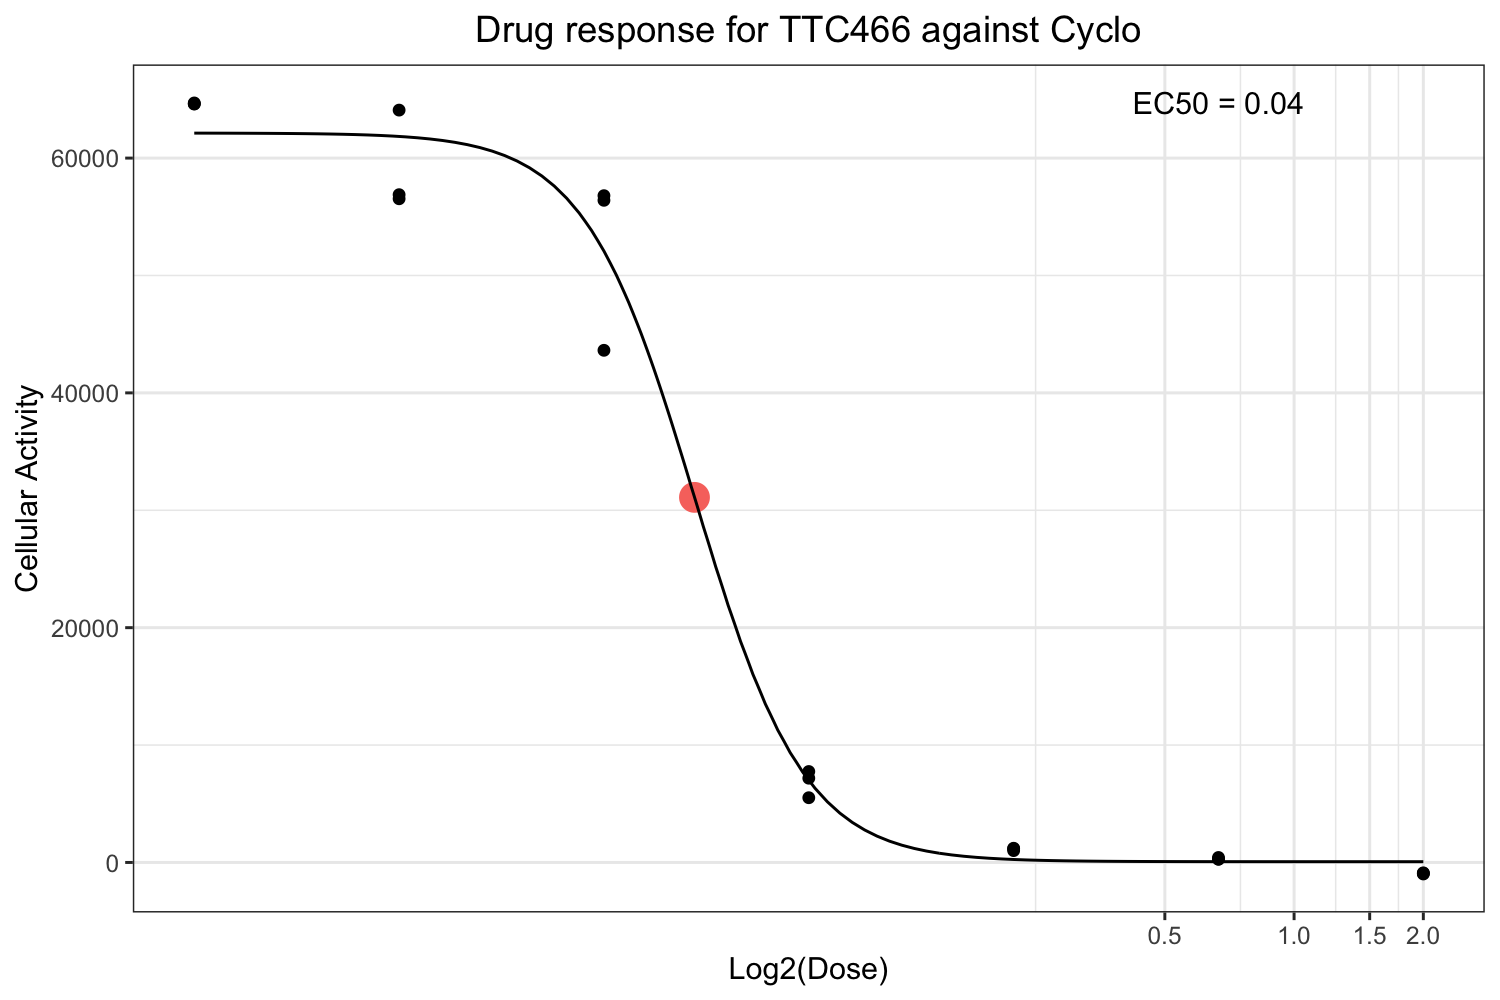 Drug response for TTC466 against Cyclo
EC50 = 0.04
60000
40000
20000
0
Cellular Activity
0.5 1.0 1.5 2.0
Log2(Dose)